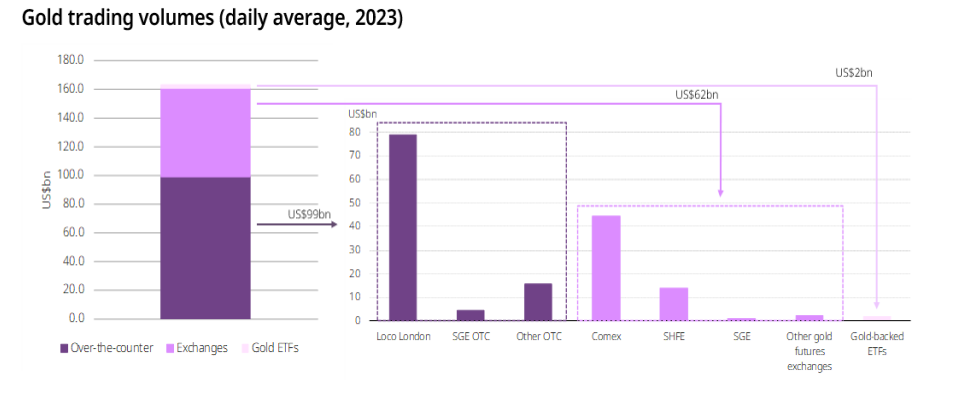 Gold trading volumes (daily average, 2023)
180.0
160.0
140.0
120.0
100.0
80.0
60.0
40.0
20.0
0.0
US$bn
US$99bn
US$62bn
US$2bn
US$bn
80
70
60
50
40
30
20
10
0
Loco London
SGE OTC
Other OTC
Comex
SHFE
SGE
Other gold
futures
exchanges
Gold-backed
ETFs
Over-the-counter
Exchanges
Gold ETFs